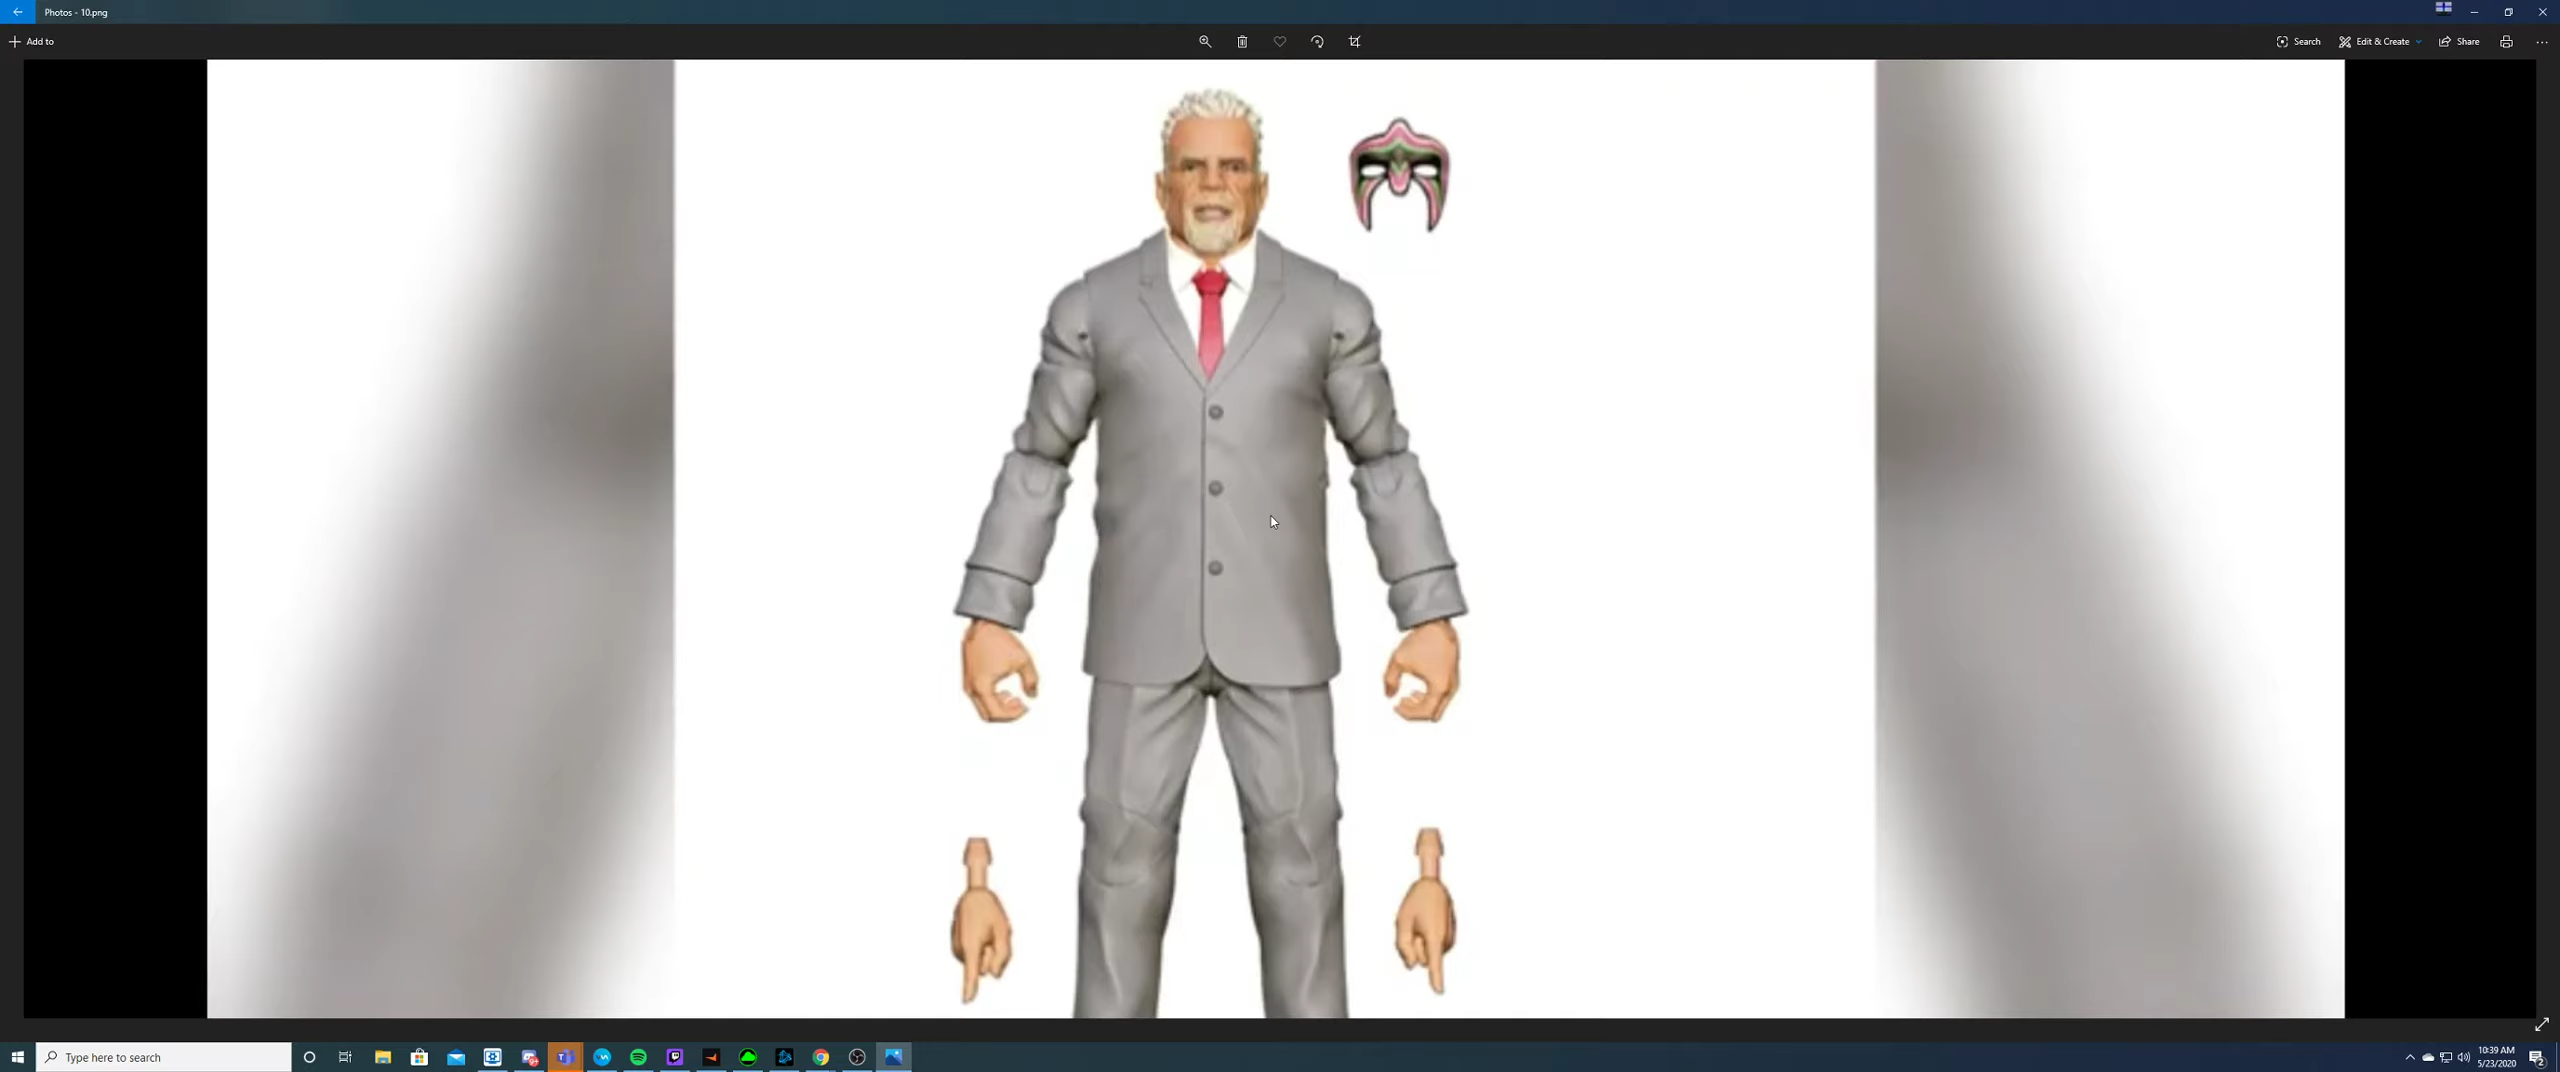 Photos - 10.png
Add to
Search
Edit & Create
Share
Type here to search
10:39 AM
5/23/2020
2